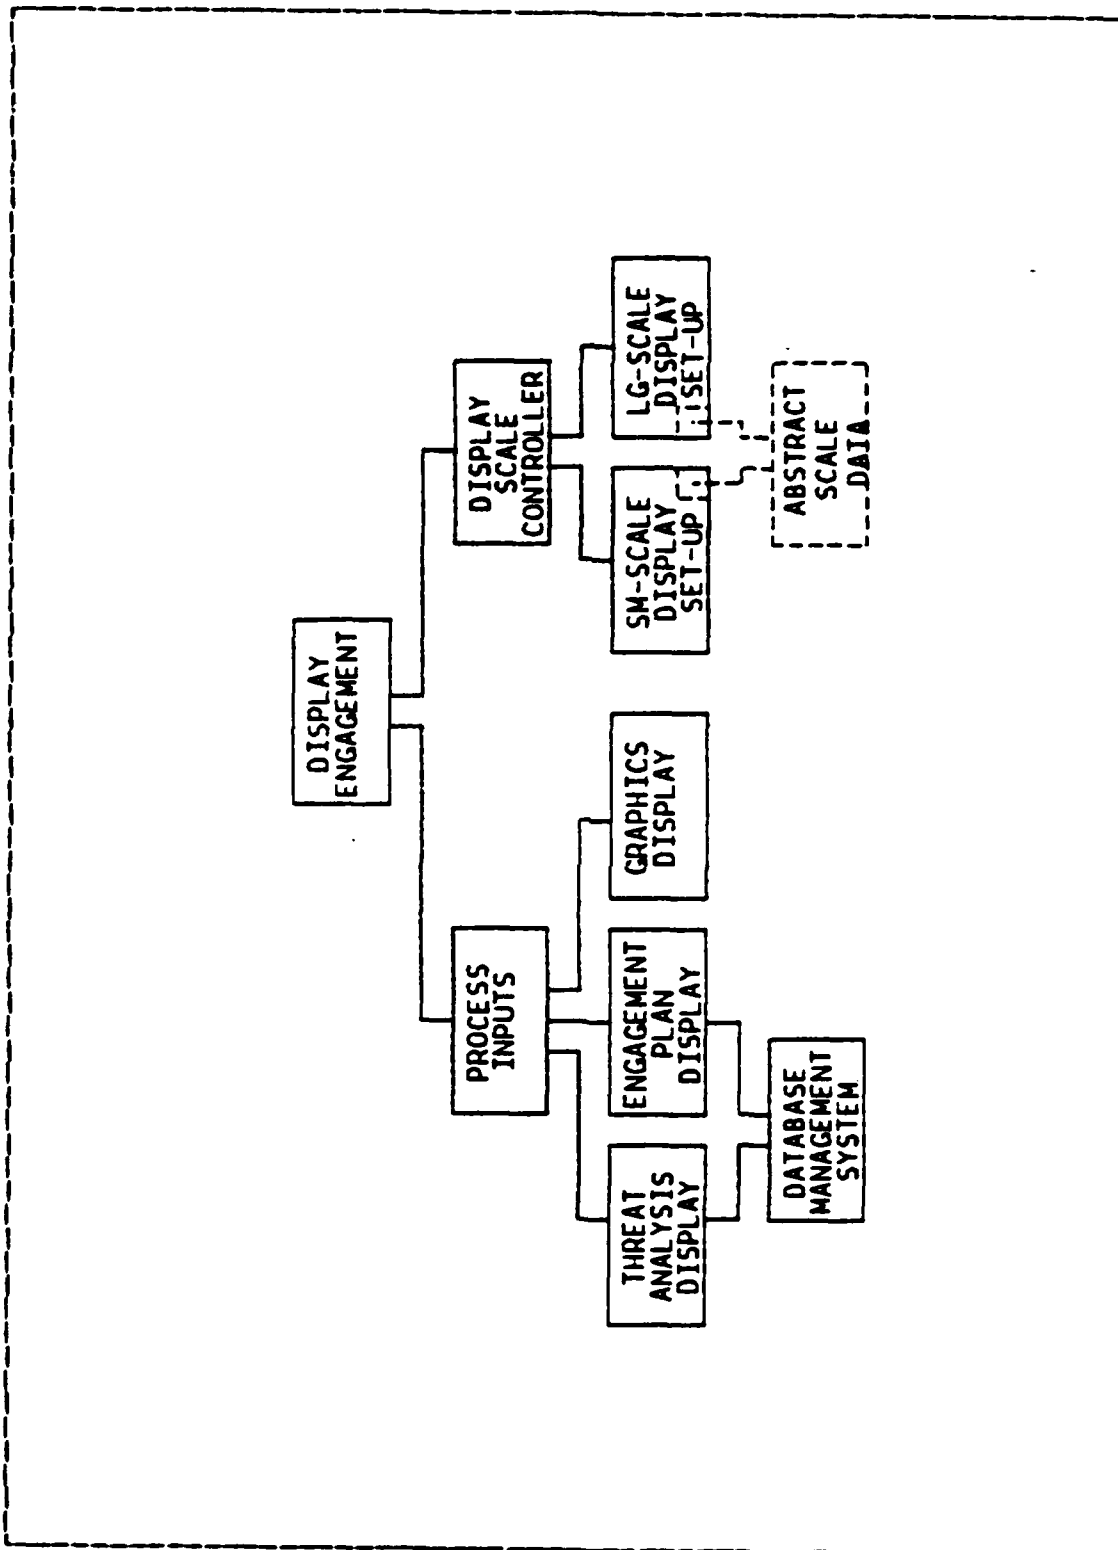 DISPLAY
ENGAGEMENT
PROCESS
INPUTS
DISPLAY
SCALE
CONTROLLER
THREAT
ANALYSIS
DISPLAY
ENGAGEMENT
PLAN
DISPLAY
GRAPHICS
DISPLAY
SM-SCALE
DISPLAY
SET-UP
LG-SCALE
DISPLAY
SET-UP
DATABASE
MANAGEMENT
SYSTEM
ABSTRACT
SCALE
DATA